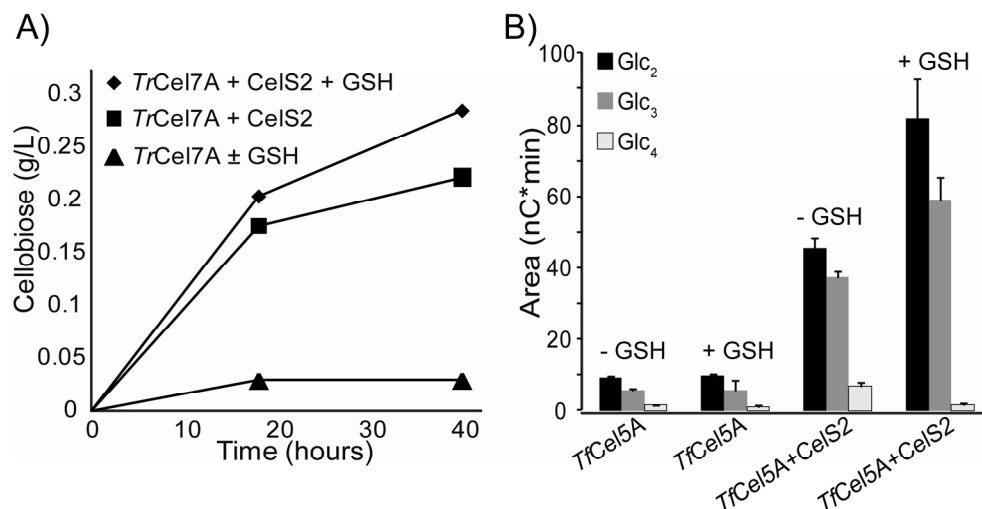 A)
TrCel7A + CelS2 + GSH
TrCel7A + CelS2
TrCel7A ± GSH
Cellobiose (g/L)
0.3
0.25
0.2
0.15
0.1
0.05
0
0 10 20 30 40
Time (hours)
B)
Glc2
Glc3
Glc4
Area (nC*min)
100
80
60
40
20
0
- GSH
+ GSH
- GSH
+ GSH
TfCel5A
TfCel5A
TfCel5A+CelS2
TfCel5A+CelS2